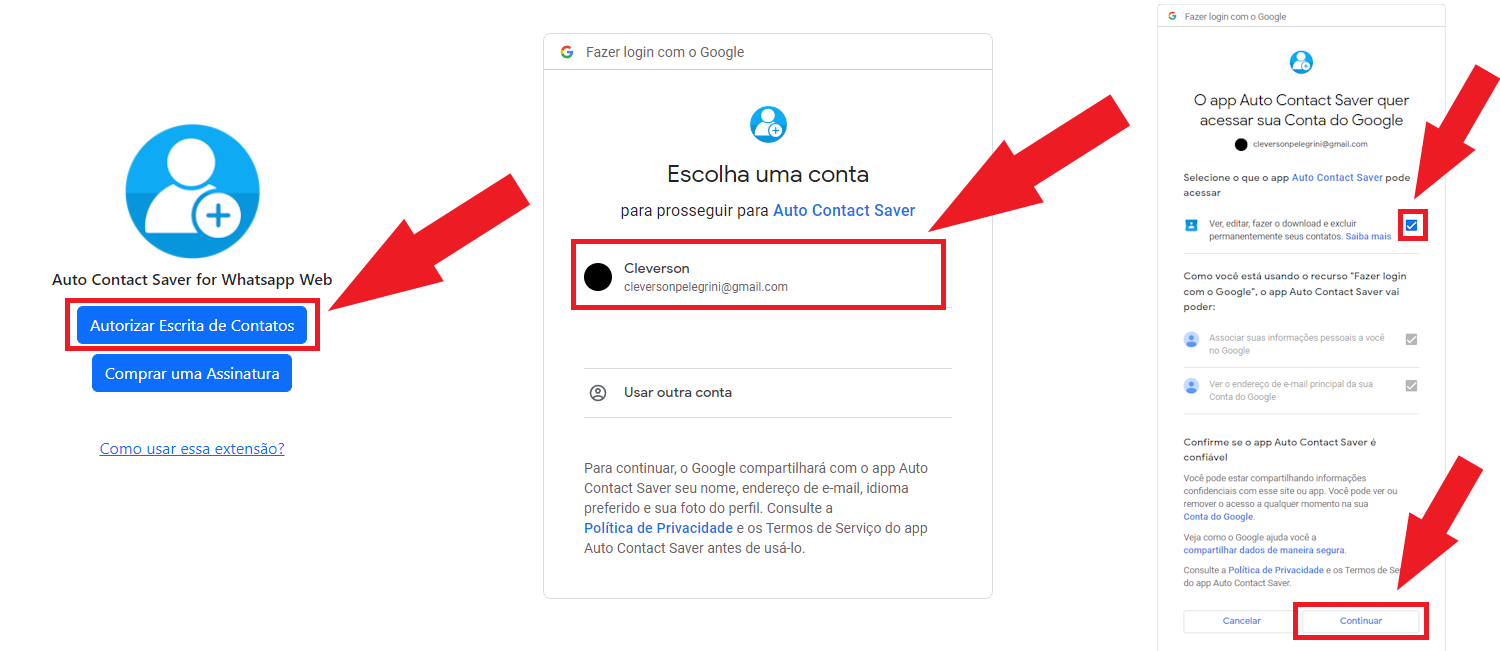 Auto Contact Saver for Whatsapp Web
Autorizar Escrita de Contatos
Comprar uma Assinatura
Como usar essa extensão?
Fazer login com o Google
Escolha uma conta
para prosseguir para Auto Contact Saver
Cleverson
cleversonpelegrini@gmail.com
Usar outra conta
Para continuar, o Google compartilhará com o app Auto
Contact Saver seu nome, endereço de e-mail, idioma
preferido e sua foto do perfil. Consulte a
Política de Privacidade e os Termos de Serviço do app
Auto Contact Saver antes de usá-lo.
Fazer login com o Google
O app Auto Contact Saver quer
acessar sua Conta do Google
cleversonpelegrini@gmail.com
Selecione o que o app Auto Contact Saver pode
acessar
Ver, editar, fazer o download e excluir
permanentemente seus contatos. Saiba mais
Como você está usando o recurso "Fazer login
com o Google", o app Auto Contact Saver vai
poder:
Associar suas informações pessoais a você
no Google
Ver o endereço de e-mail principal da sua
Conta do Google
Confirme se o app Auto Contact Saver é
confiável
Você pode estar compartilhando informações
confidenciais com esse site ou app. Você pode ver ou
remover o acesso a qualquer momento na sua
Conta do Google.
Veja como o Google ajuda você a
compartilhar dados de maneira segura.
Consulte a Política de Privacidade e os Termos de Se
do app Auto Contact Saver.
Cancelar
Continuar